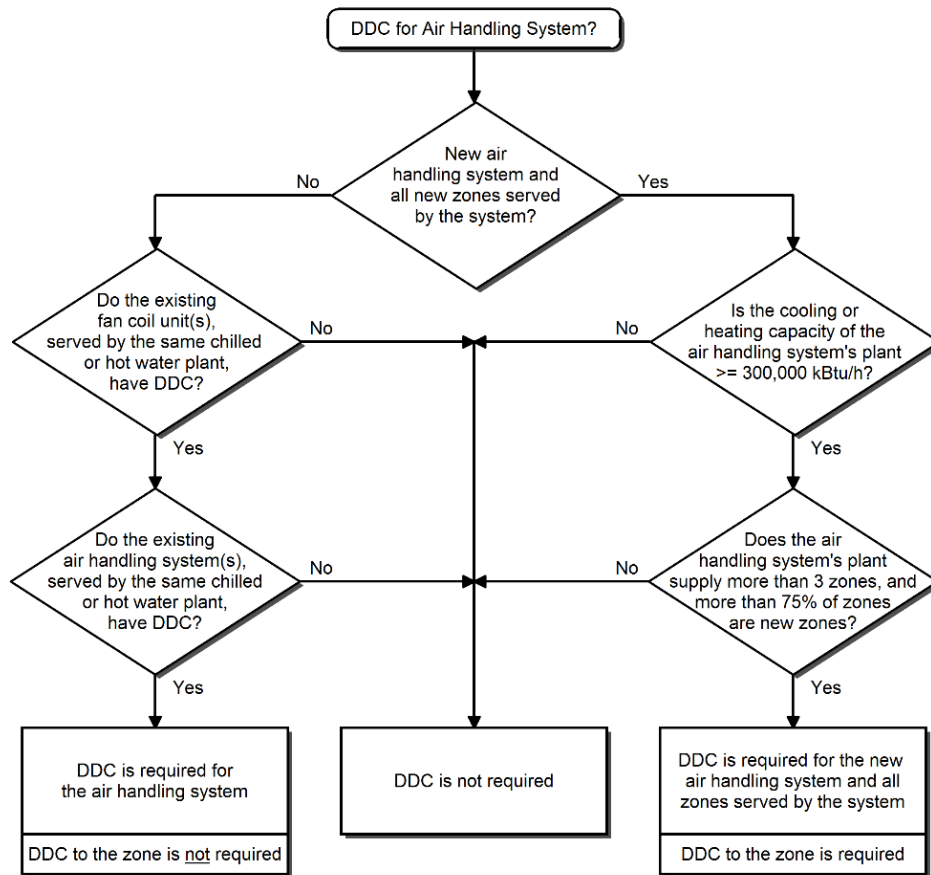 DDC for Air Handling System?
New air
handling system and
all new zones served
by the system?
No
Yes
Do the existing
fan coil unit(s),
served by the same chilled
or hot water plant,
have DDC?
No
No
Is the cooling or
heating capacity of the
air handling system's plant
>= 300,000 kBtu/h?
Yes
Yes
Do the existing
air handling system(s),
served by the same chilled
or hot water plant,
have DDC?
No
No
Does the air
handling system's plant
supply more than 3 zones, and
more than 75% of zones
are new zones?
Yes
Yes
DDC is required for
the air handling system
DDC to the zone is not required
DDC is not required
DDC is required for the new
air handling system and all
zones served by the system
DDC to the zone is required